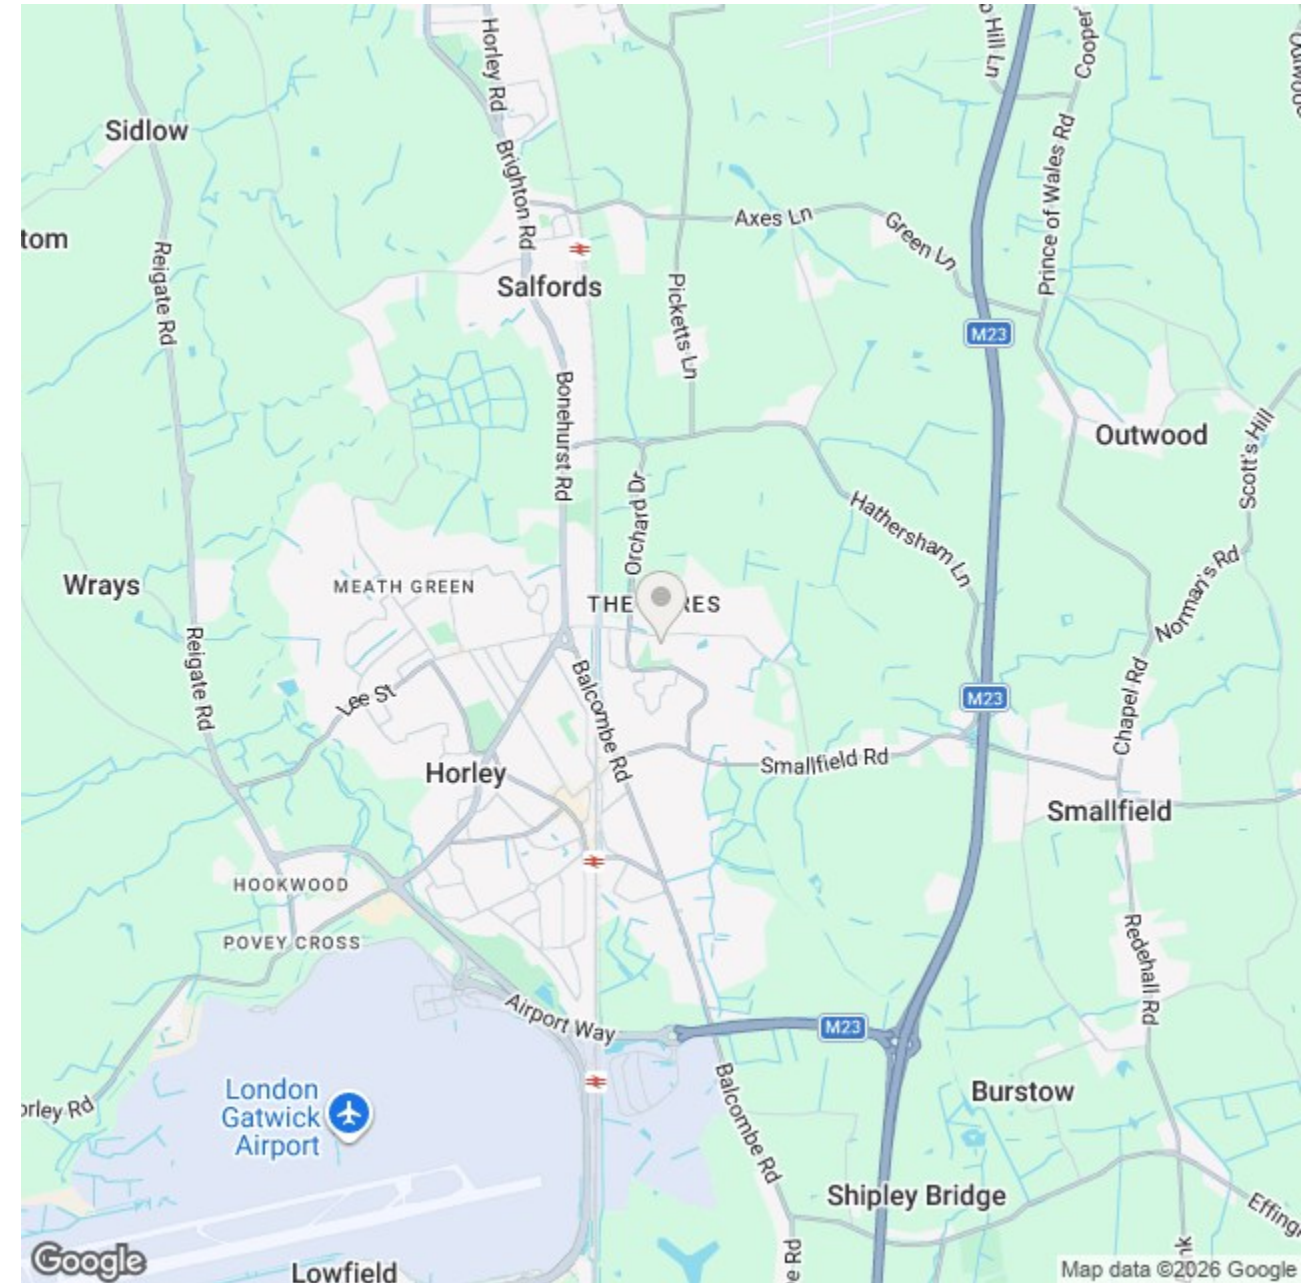 Horley Rd
p Hill Ln
Cooper
Outwood
Sidlow
Brighton Rd
Prince of Wales Rd
tom
Reigate Rd
Axes Ln
Green Ln
Salfords
Picketts Ln
M23
Bonehurst Rd
Outwood
Scott's Hill
Orchard Dr
Hathersham Ln
Wrays
MEATH GREEN
THE
RES
Norman's Rd
Reigate Rd
Lee St
Balcombe Rd
M23
Chapel Rd
Horley
Smallfield Rd
Smallfield
HOOKWOOD
POVEY CROSS
Redehall Rd
Airport Way
M23
London
Gatwick
Airport
orley Rd
Balcombe Rd
Burstow
Shipley Bridge
Effing
nk
e Rd
Lowfield
Google
Map data ©2026 Google